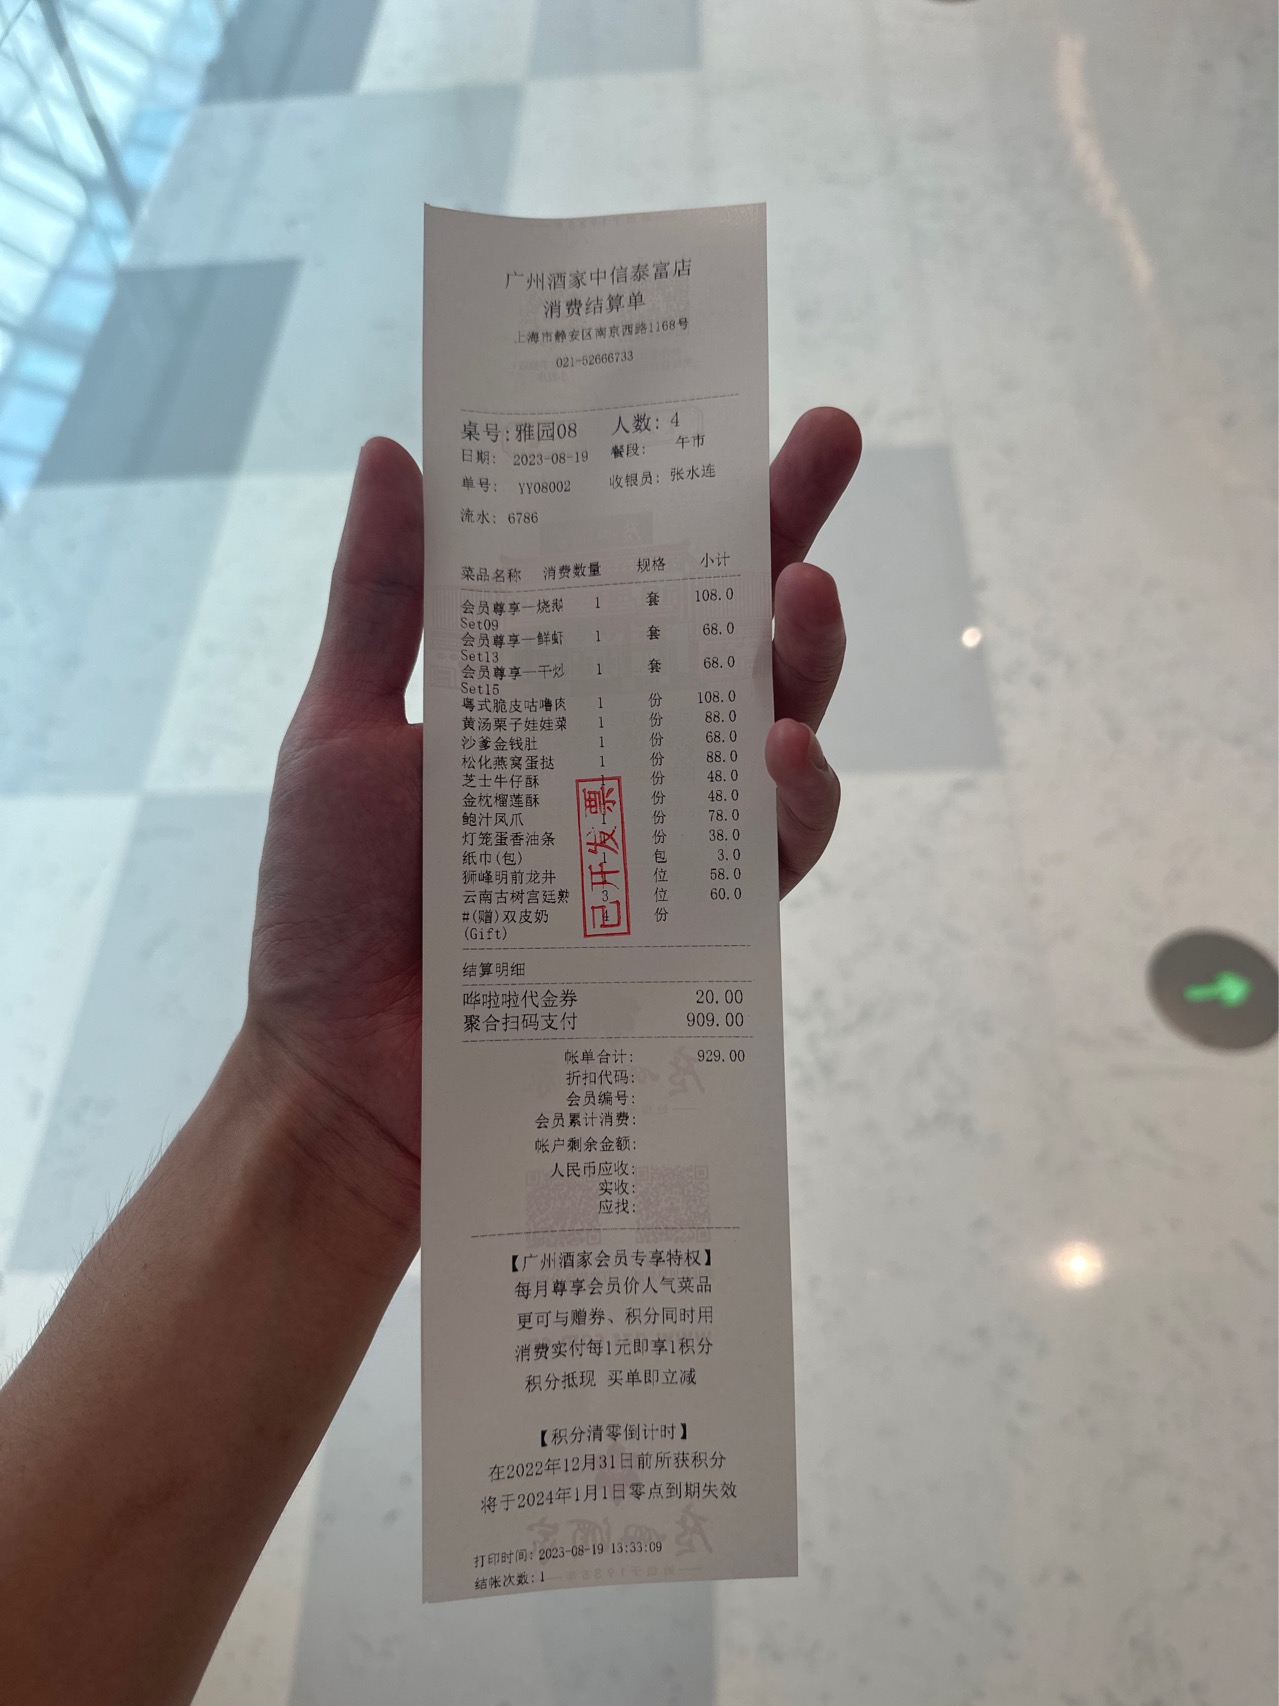 广州酒家中信泰富店
消费结算单
上海市静安区南京西路1168号
021-52666733
桌号:雅园08 人数: 4
日期: 2023-08-19 餐段: 午市
单号: YY08002 收银员: 张水连
流水: 6786
菜品名称 消费数量 规格 小计
会员尊享一烧鹅 1 套 108.0
Set09
会员尊享一鲜虾 1 套 68.0
Set13
会员尊享一干炒 1 套 68.0
Set15
粤式脆皮咕噜肉 1 份 108.0
黄汤栗子娃娃菜 1 份 88.0
沙爹金钱肚 1 份 68.0
松化燕窝蛋挞 1 份 88.0
芝士牛仔酥 1 份 48.0
金枕榴莲酥 份 48.0
鲍汁凤爪 1 份 78.0
灯笼蛋香油条 份 38.0
纸巾(包) 1 包 3.0
狮峰明前龙井 位 58.0
云南古树宫廷熟 3 位 60.0
#(赠)双皮奶 4 份
(Gift)
已开发票
结算明细
哗啦啦代金券 20.00
聚合扫码支付 909.00
帐单合计: 929.00
折扣代码:
会员编号:
会员累计消费:
帐户剩余金额:
人民币应收:
实收:
应找:
【广州酒家会员专享特权】
每月尊享会员价人气菜品
更可与赠券、积分同时用
消费实付每1元即享1积分
积分抵现 买单即立减
【积分清零倒计时】
在2022年12月31日前所获积分
将于2024年1月1日零点到期失效
打印时间: 2023-08-19 13:33:09
结帐次数: 1